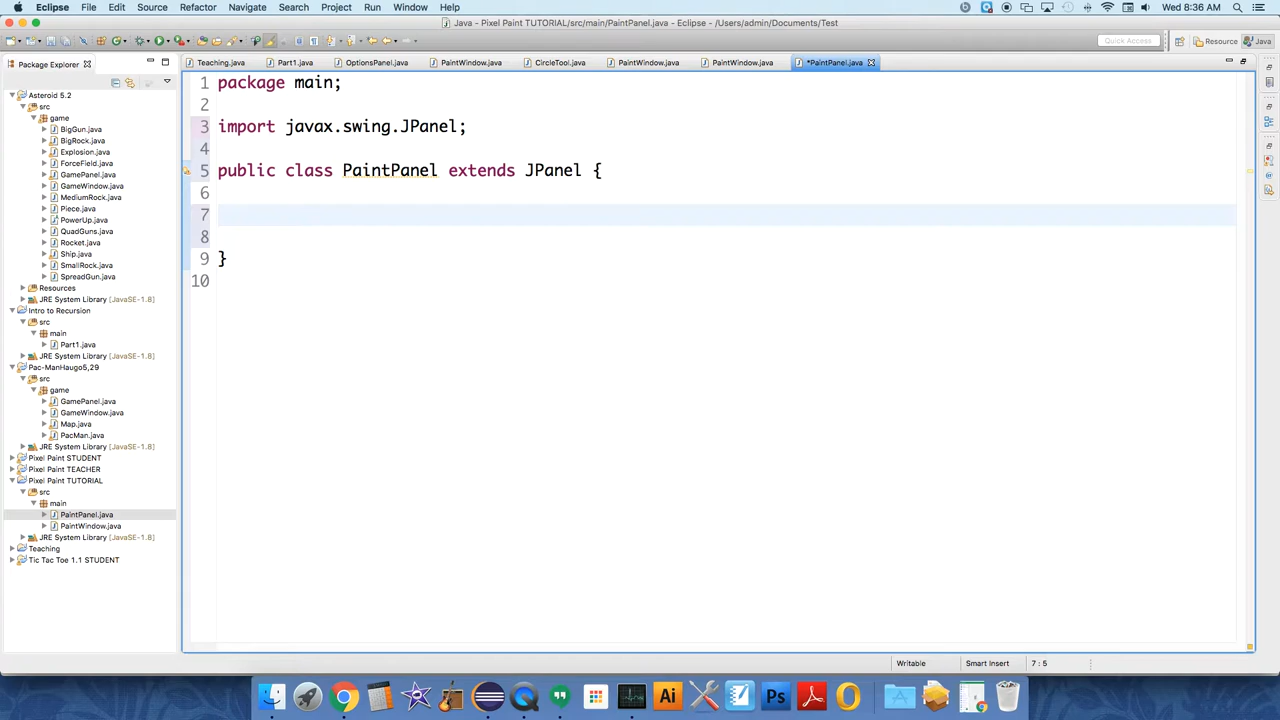 Eclipse File Edit Source Refactor Navigate Search Project Run Window Help Wed 8:36 AM
Java - Pixel Paint TUTORIAL/src/main/PaintPanel.java - Eclipse - /Users/admin/Documents/Test
Quick Access Resource Java
Package Explorer
Teaching.java Part1.java OptionsPanel.java PaintWindow.java CircleTool.java PaintWindow.java PaintWindow.java *PaintPanel.java
Asteroid 5.2
src
game
BigGun.java
BigRock.java
Explosion.java
ForceField.java
GamePanel.java
GameWindow.java
MediumRock.java
Piece.java
PowerUp.java
QuadGuns.java
Rocket.java
Ship.java
SmallRock.java
SpreadGun.java
Resources
JRE System Library [JavaSE-1.8]
Intro to Recursion
src
main
Part1.java
JRE System Library [JavaSE-1.8]
Pac-ManHaugo5,29
src
game
GamePanel.java
GameWindow.java
Map.java
PacMan.java
JRE System Library [JavaSE-1.8]
Pixel Paint STUDENT
Pixel Paint TEACHER
Pixel Paint TUTORIAL
src
main
PaintPanel.java
PaintWindow.java
JRE System Library [JavaSE-1.8]
Teaching
Tic Tac Toe 1.1 STUDENT
1 package main;
2
3 import javax.swing.JPanel;
4
5 public class PaintPanel extends JPanel {
6
7
8
9 }
10
Writable Smart Insert 7 : 5
Ai Ps